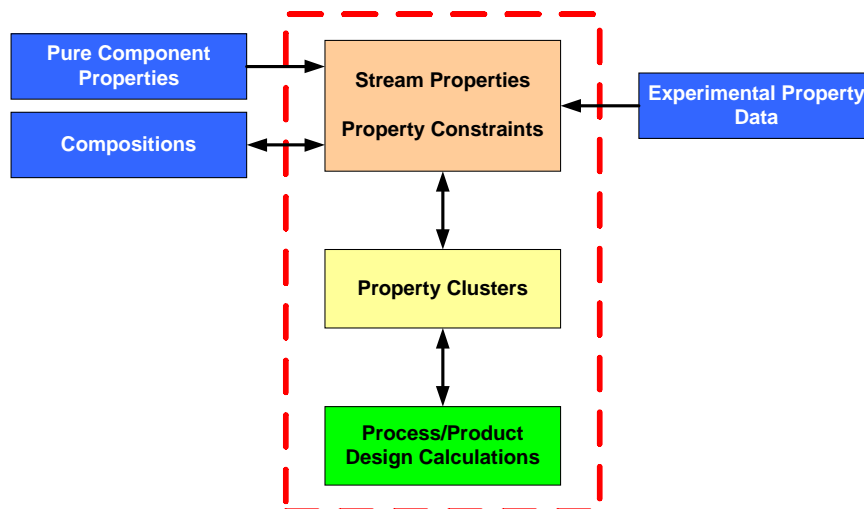 Pure Component
Properties
Compositions
Stream Properties
Property Constraints
Experimental Property
Data
Property Clusters
Process/Product
Design Calculations